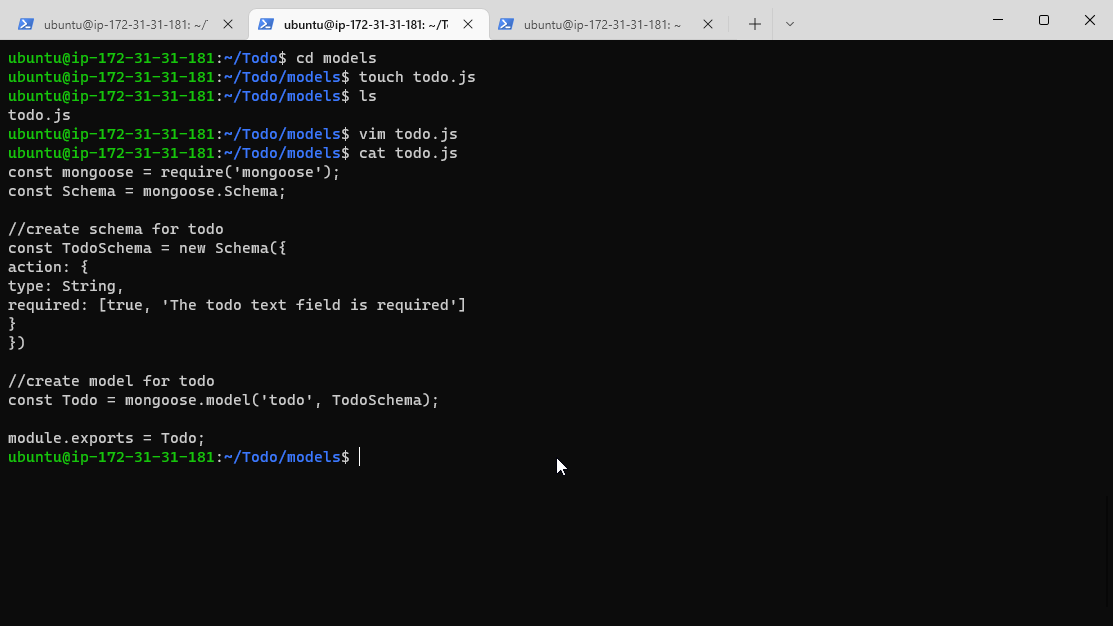 ubuntu@ip-172-31-31-181: ~/
ubuntu@ip-172-31-31-181: ~/T
ubuntu@ip-172-31-31-181: ~
ubuntu@ip-172-31-31-181:~/Todo$ cd models
ubuntu@ip-172-31-31-181:~/Todo/models$ touch todo.js
ubuntu@ip-172-31-31-181:~/Todo/models$ ls
todo.js
ubuntu@ip-172-31-31-181:~/Todo/models$ vim todo.js
ubuntu@ip-172-31-31-181:~/Todo/models$ cat todo.js
const mongoose = require('mongoose');
const Schema = mongoose.Schema;
//create schema for todo
const TodoSchema = new Schema({
action: {
type: String,
required: [true, 'The todo text field is required']
}
})
//create model for todo
const Todo = mongoose.model('todo', TodoSchema);
module.exports = Todo;
ubuntu@ip-172-31-31-181:~/Todo/models$